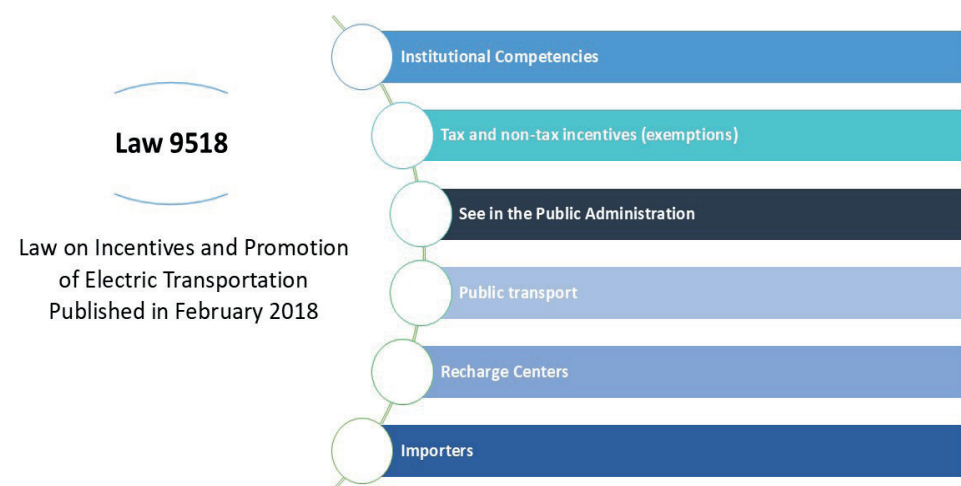 Law 9518
Law on Incentives and Promotion
of Electric Transportation
Published in February 2018
Institutional Competencies
Tax and non-tax incentives (exemptions)
See in the Public Administration
Public transport
Recharge Centers
Importers